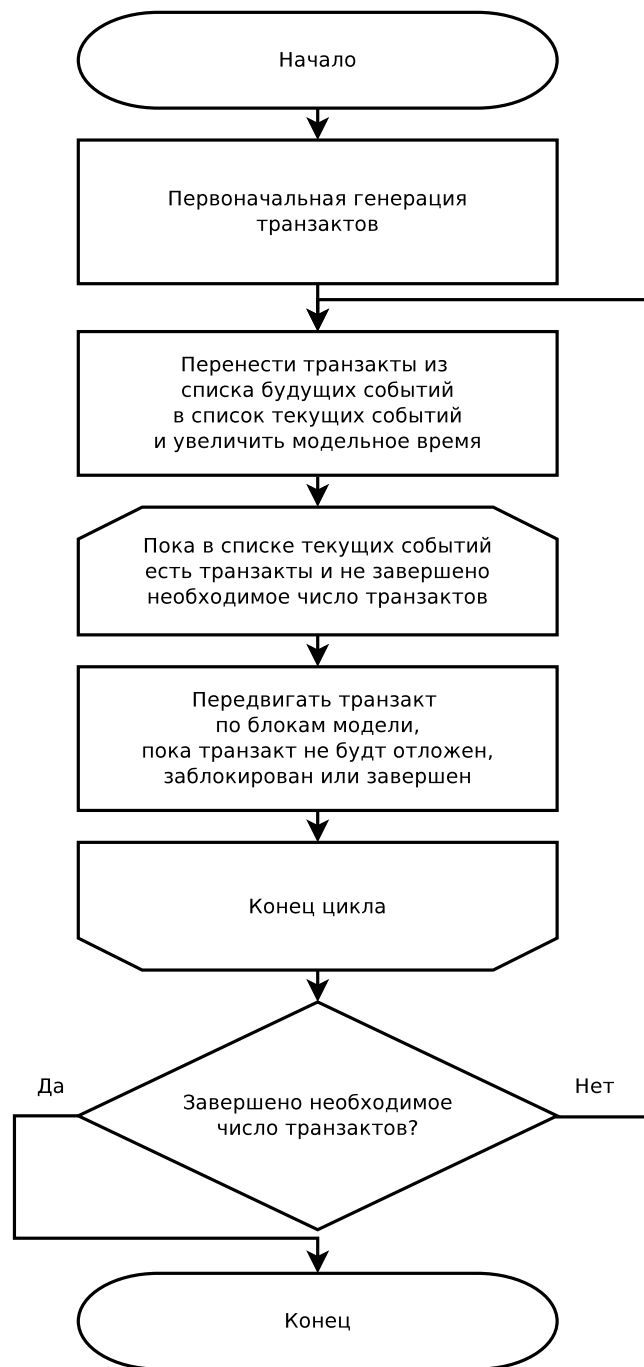 Начало
Первоначальная генерация
транзактов
Перенести транзакты из
списка будущих событий
в список текущих событий
и увеличить модельное время
Пока в списке текущих событий
есть транзакты и не завершено
необходимое число транзактов
Передвигать транзакт
по блокам модели,
пока транзакт не будт отложен,
заблокирован или завершен
Конец цикла
Да
Нет
Завершено необходимое
число транзактов?
Конец